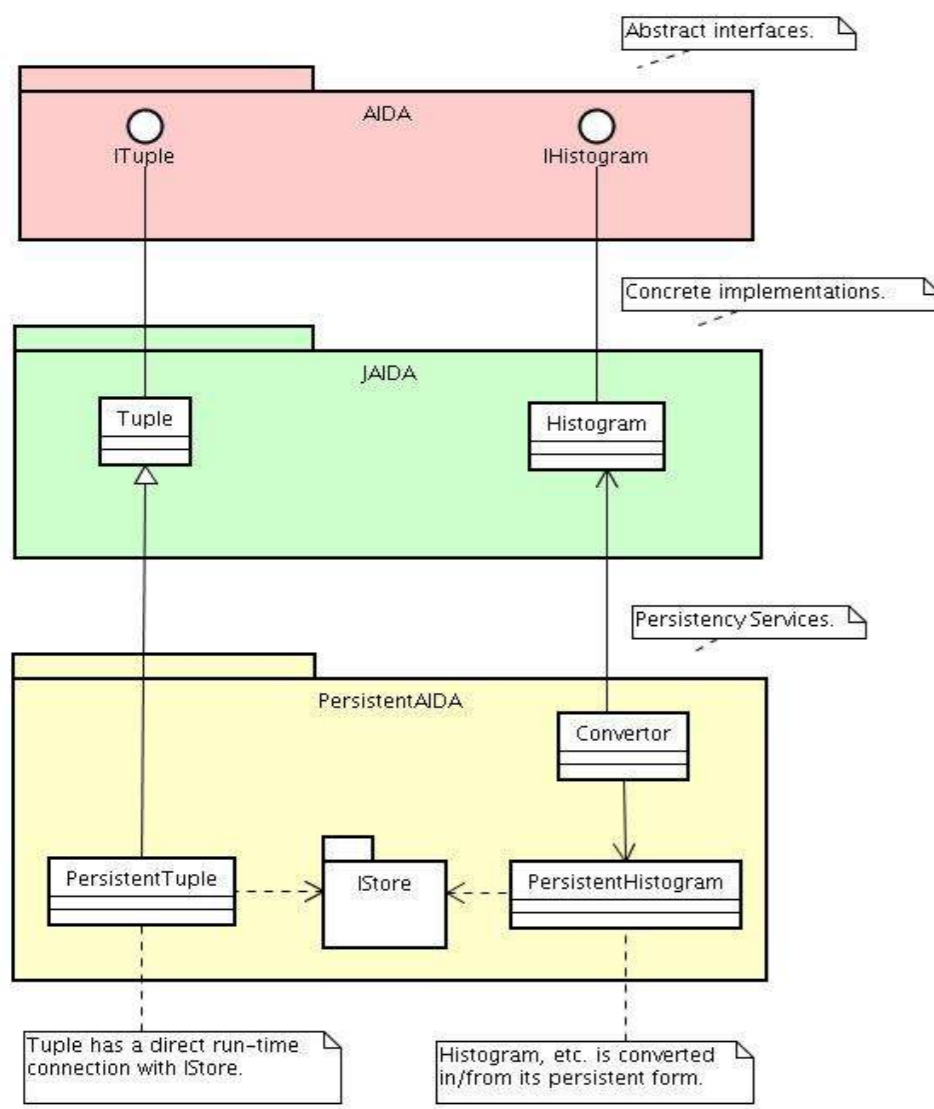 Abstract interfaces.
AIDA
ITuple
IHistogram
Concrete implementations.
JAIDA
Tuple
Histogram
Persistency Services.
PersistentAIDA
Convertor
PersistentTuple
IStore
PersistentHistogram
Tuple has a direct run-time
connection with IStore.
Histogram, etc. is converted
in/from its persistent form.